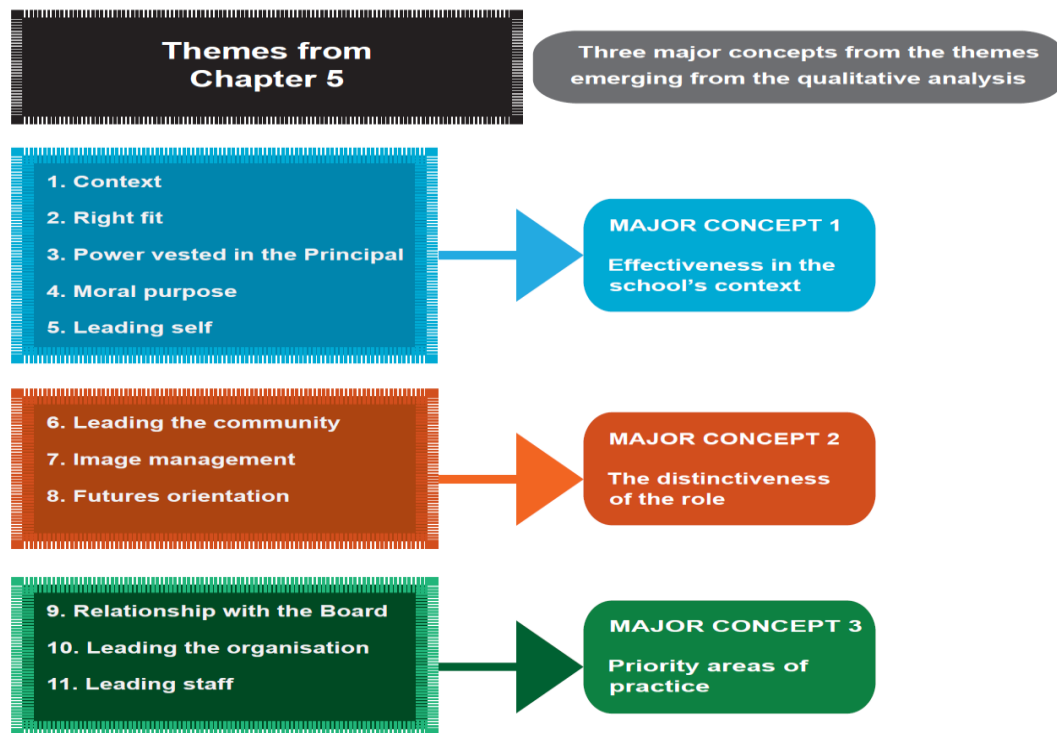 Themes from
Chapter 5
Three major concepts from the themes
emerging from the qualitative analysis
1. Context
2. Right fit
3. Power vested in the Principal
4. Moral purpose
5. Leading self
MAJOR CONCEPT 1
Effectiveness in the
school's context
6. Leading the community
7. Image management
8. Futures orientation
MAJOR CONCEPT 2
The distinctiveness
of the role
9. Relationship with the Board
10. Leading the organisation
11. Leading staff
MAJOR CONCEPT 3
Priority areas of
practice